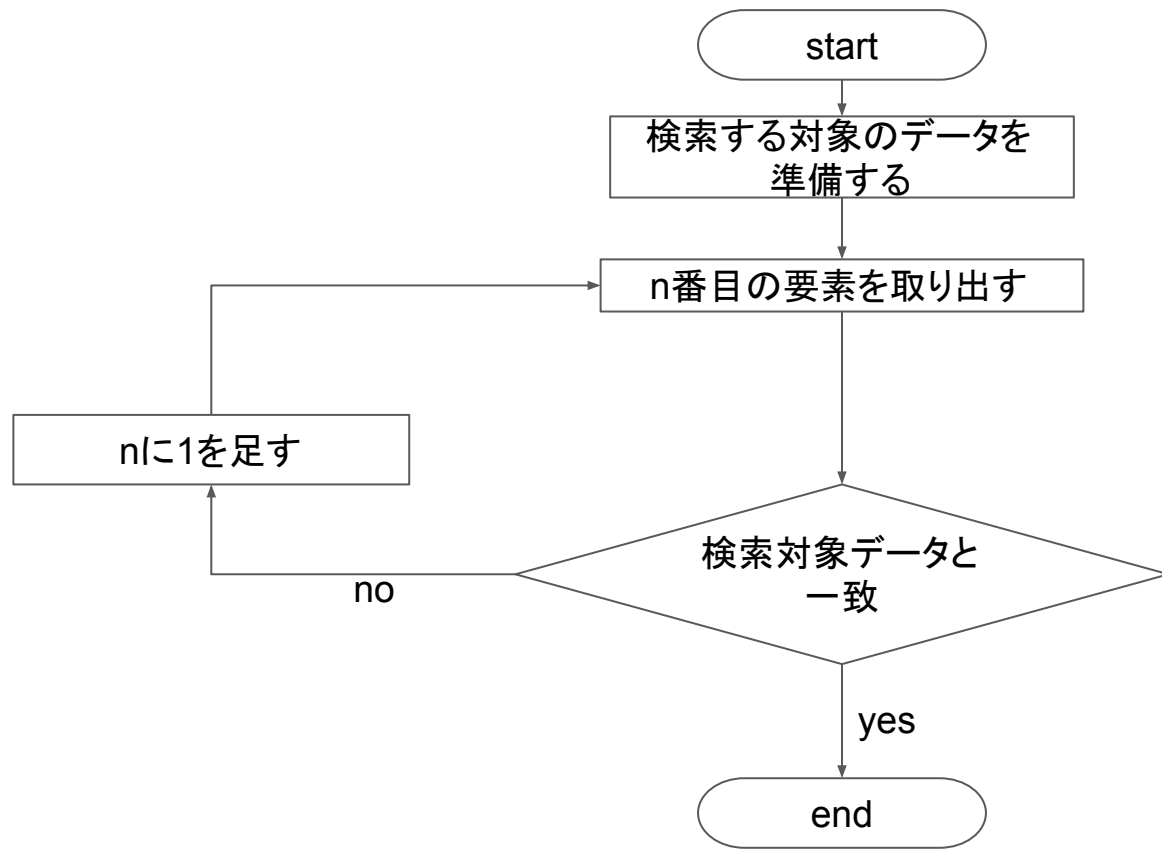 start
検索する対象のデータを
準備する
n番目の要素を取り出す
nに1を足す
検索対象データと
一致
no
yes
end